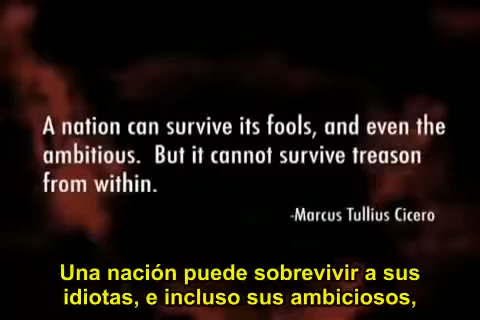 A nation can survive its fools, and even the
ambitious.  But it cannot survive treason
from within.
-Marcus Tullius Cicero
Una nación puede sobrevivir a sus
idiotas, e incluso sus ambiciosos,